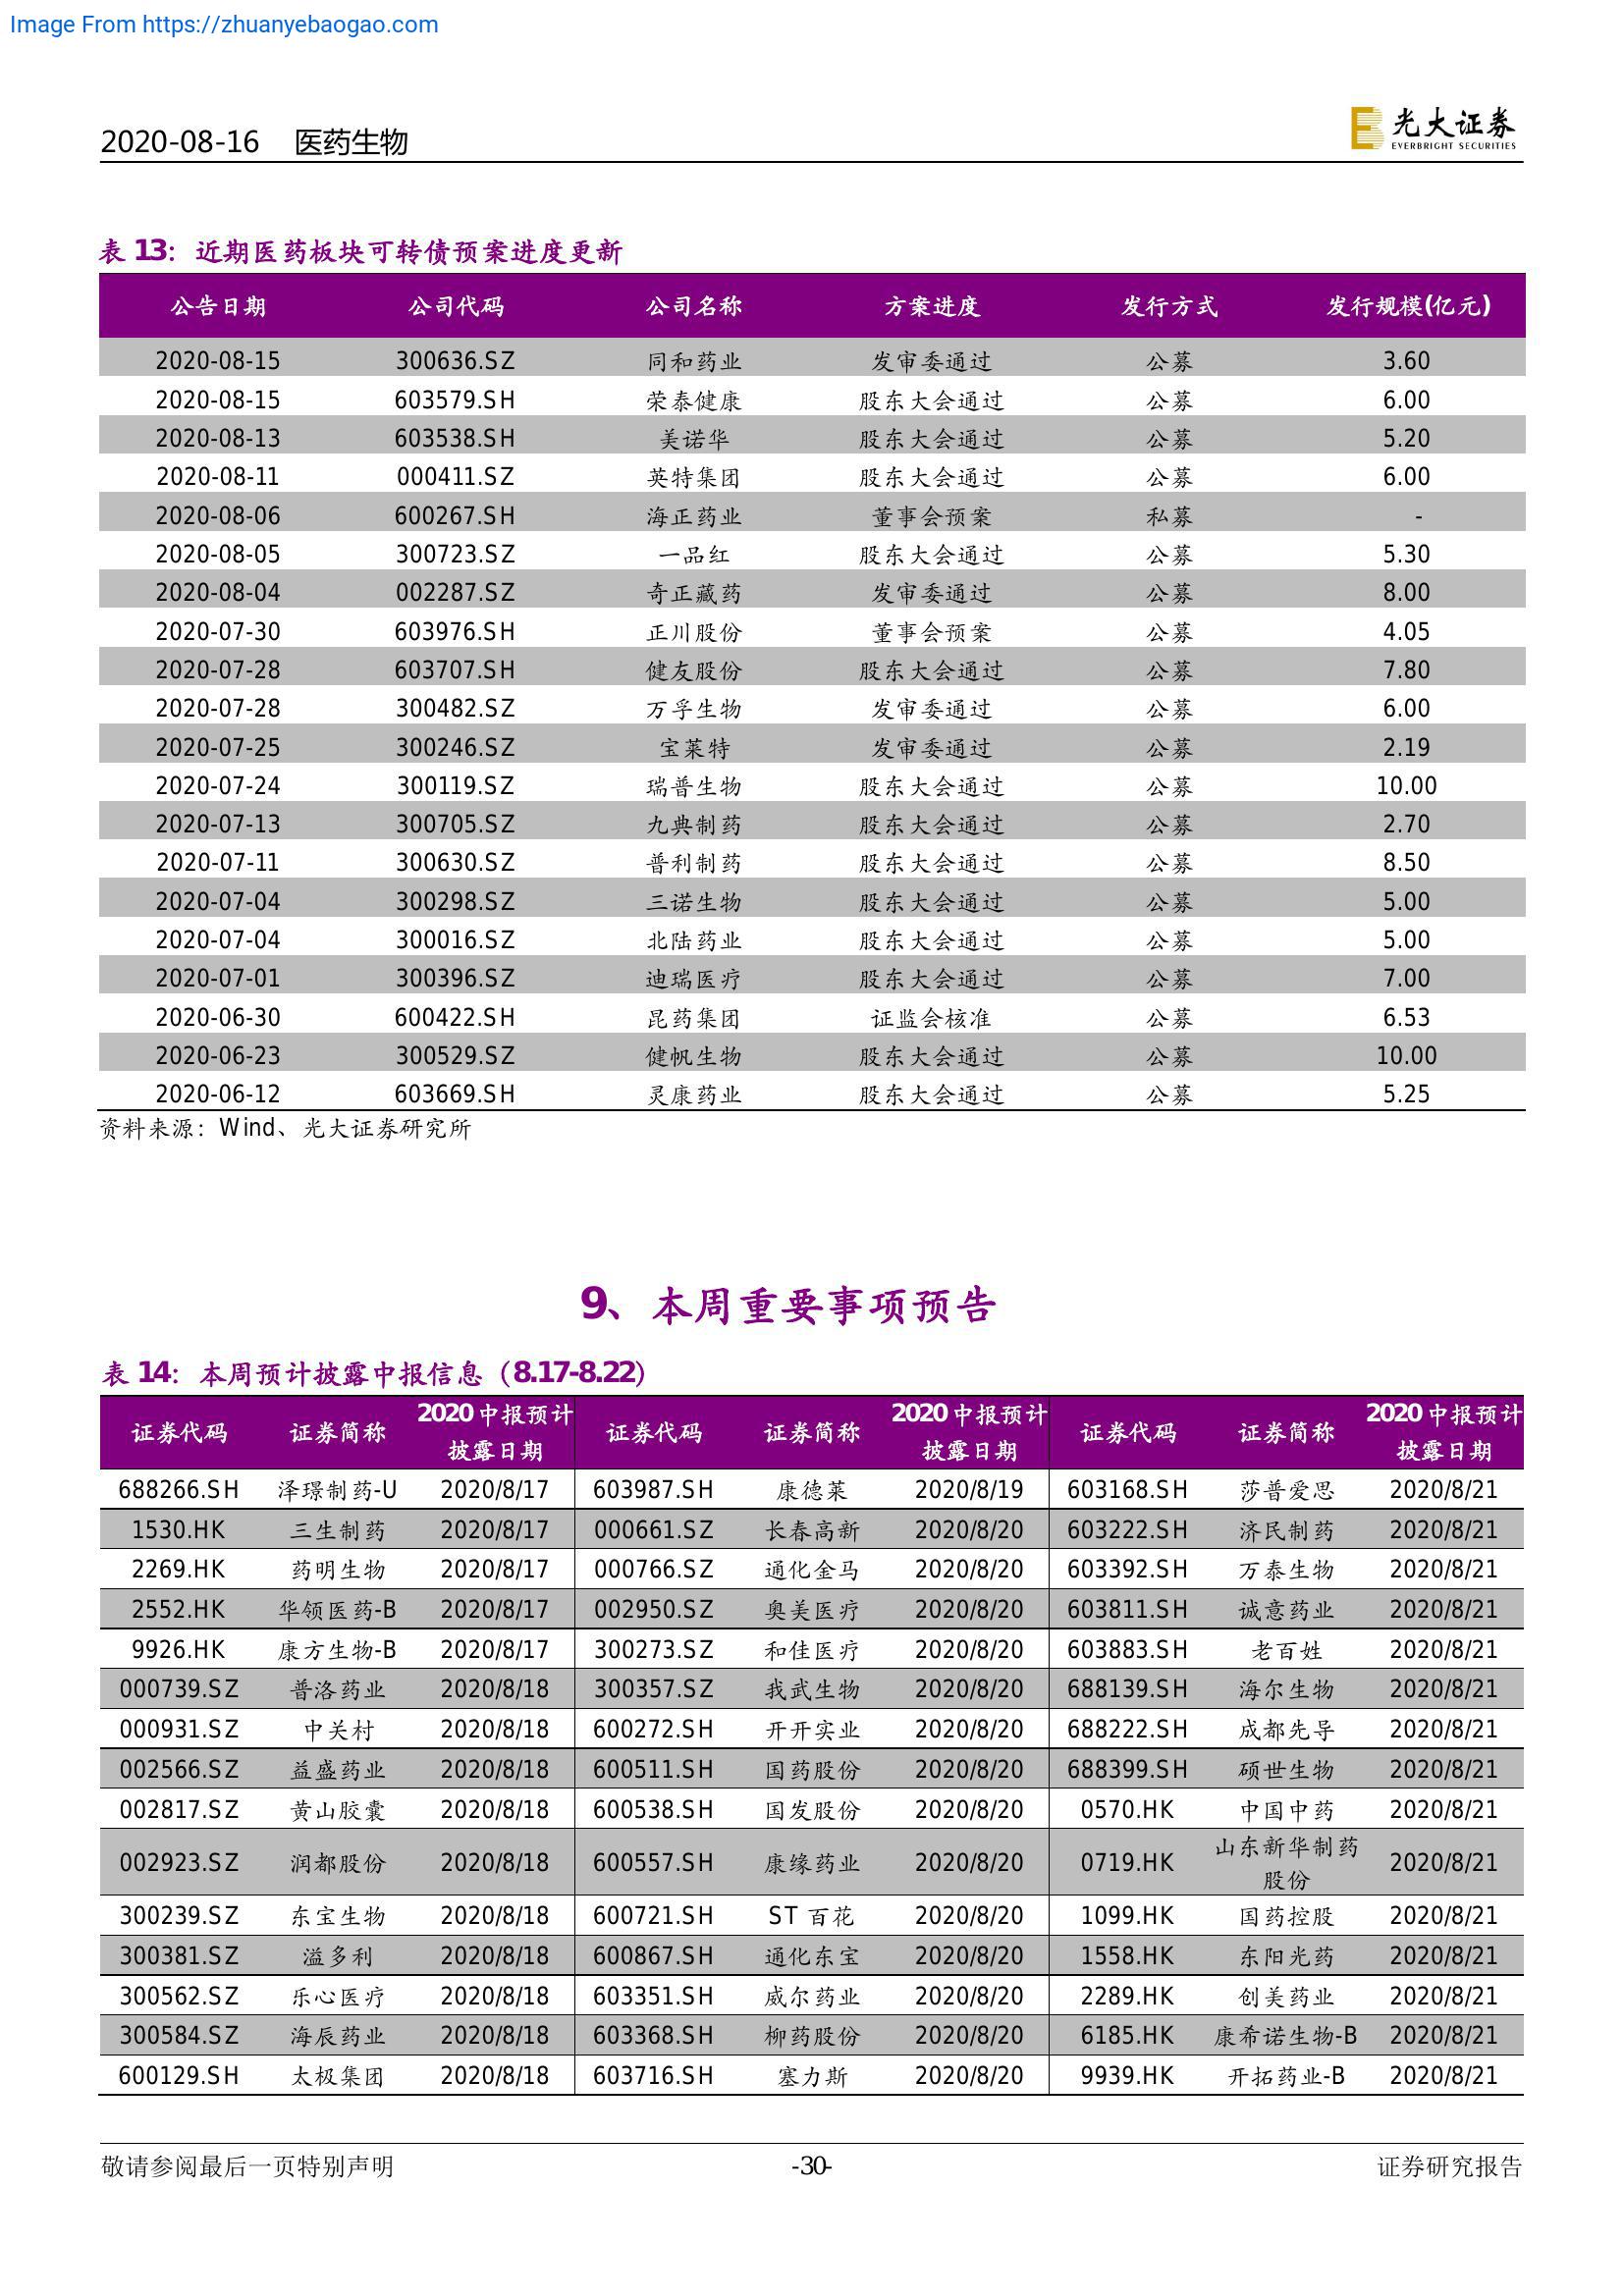 Image From https://zhuanyebaogao.com
2020-08-16 医药生物
光大证券
EVERBRIGHT SECURITIES
表 13：近期医药板块可转债预案进度更新
公告日期 公司代码 公司名称 方案进度 发行方式 发行规模(亿元)
2020-08-15 300636.SZ 同和药业 发审委通过 公募 3.60
2020-08-15 603579.SH 荣泰健康 股东大会通过 公募 6.00
2020-08-13 603538.SH 美诺华 股东大会通过 公募 5.20
2020-08-11 000411.SZ 英特集团 股东大会通过 公募 6.00
2020-08-06 600267.SH 海正药业 董事会预案 私募 -
2020-08-05 300723.SZ 一品红 股东大会通过 公募 5.30
2020-08-04 002287.SZ 奇正藏药 发审委通过 公募 8.00
2020-07-30 603976.SH 正川股份 董事会预案 公募 4.05
2020-07-28 603707.SH 健友股份 股东大会通过 公募 7.80
2020-07-28 300482.SZ 万孚生物 发审委通过 公募 6.00
2020-07-25 300246.SZ 宝莱特 发审委通过 公募 2.19
2020-07-24 300119.SZ 瑞普生物 股东大会通过 公募 10.00
2020-07-13 300705.SZ 九典制药 股东大会通过 公募 2.70
2020-07-11 300630.SZ 普利制药 股东大会通过 公募 8.50
2020-07-04 300298.SZ 三诺生物 股东大会通过 公募 5.00
2020-07-04 300016.SZ 北陆药业 股东大会通过 公募 5.00
2020-07-01 300396.SZ 迪瑞医疗 股东大会通过 公募 7.00
2020-06-30 600422.SH 昆药集团 证监会核准 公募 6.53
2020-06-23 300529.SZ 健帆生物 股东大会通过 公募 10.00
2020-06-12 603669.SH 灵康药业 股东大会通过 公募 5.25
资料来源：Wind、光大证券研究所
9、本周重要事项预告
表 14：本周预计披露中报信息（8.17-8.22）
证券代码 证券简称 2020 中报预计披露日期 证券代码 证券简称 2020 中报预计披露日期 证券代码 证券简称 2020 中报预计披露日期
688266.SH 泽璟制药-U 2020/8/17 603987.SH 康德莱 2020/8/19 603168.SH 莎普爱思 2020/8/21
1530.HK 三生制药 2020/8/17 000661.SZ 长春高新 2020/8/20 603222.SH 济民制药 2020/8/21
2269.HK 药明生物 2020/8/17 000766.SZ 通化金马 2020/8/20 603392.SH 万泰生物 2020/8/21
2552.HK 华领医药-B 2020/8/17 002950.SZ 奥美医疗 2020/8/20 603811.SH 诚意药业 2020/8/21
9926.HK 康方生物-B 2020/8/17 300273.SZ 和佳医疗 2020/8/20 603883.SH 老百姓 2020/8/21
000739.SZ 普洛药业 2020/8/18 300357.SZ 我武生物 2020/8/20 688139.SH 海尔生物 2020/8/21
000931.SZ 中关村 2020/8/18 600272.SH 开开实业 2020/8/20 688222.SH 成都先导 2020/8/21
002566.SZ 益盛药业 2020/8/18 600511.SH 国药股份 2020/8/20 688399.SH 硕世生物 2020/8/21
002817.SZ 黄山胶囊 2020/8/18 600538.SH 国发股份 2020/8/20 0570.HK 中国中药 2020/8/21
002923.SZ 润都股份 2020/8/18 600557.SH 康缘药业 2020/8/20 0719.HK 山东新华制药股份 2020/8/21
300239.SZ 东宝生物 2020/8/18 600721.SH ST 百花 2020/8/20 1099.HK 国药控股 2020/8/21
300381.SZ 溢多利 2020/8/18 600867.SH 通化东宝 2020/8/20 1558.HK 东阳光药 2020/8/21
300562.SZ 乐心医疗 2020/8/18 603351.SH 威尔药业 2020/8/20 2289.HK 创美药业 2020/8/21
300584.SZ 海辰药业 2020/8/18 603368.SH 柳药股份 2020/8/20 6185.HK 康希诺生物-B 2020/8/21
600129.SH 太极集团 2020/8/18 603716.SH 塞力斯 2020/8/20 9939.HK 开拓药业-B 2020/8/21
敬请参阅最后一页特别声明 -30- 证券研究报告